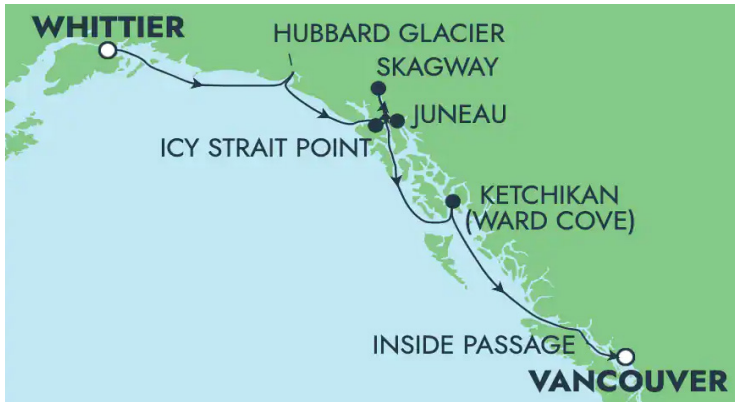 WHITTIER
HUBBARD GLACIER
SKAGWAY
JUNEAU
ICY STRAIT POINT
KETCHIKAN
(WARD COVE)
INSIDE PASSAGE
VANCOUVER